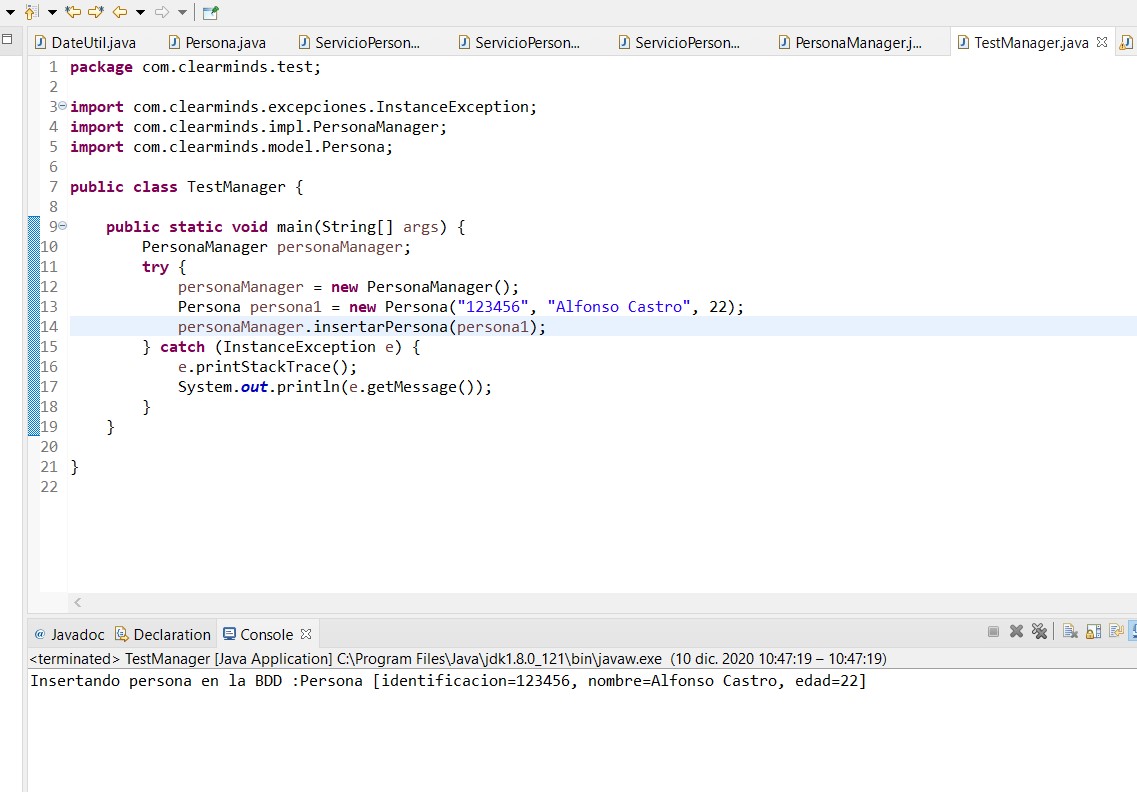 DateUtil.java Persona.java ServicioPerson... ServicioPerson... ServicioPerson... PersonaManager.j... TestManager.java
1 package com.clearminds.test;
2
3 import com.clearminds.excepciones.InstanceException;
4 import com.clearminds.impl.PersonaManager;
5 import com.clearminds.model.Persona;
6
7 public class TestManager {
8
9 public static void main(String[] args) {
10 PersonaManager personaManager;
11 try {
12 personaManager = new PersonaManager();
13 Persona persona1 = new Persona("123456", "Alfonso Castro", 22);
14 personaManager.insertarPersona(persona1);
15 } catch (InstanceException e) {
16 e.printStackTrace();
17 System.out.println(e.getMessage());
18 }
19 }
20
21 }
22
@ Javadoc Declaration Console
<terminated> TestManager [Java Application] C:\Program Files\Java\jdk1.8.0_121\bin\javaw.exe (10 dic. 2020 10:47:19 – 10:47:19)
Insertando persona en la BDD :Persona [identificacion=123456, nombre=Alfonso Castro, edad=22]